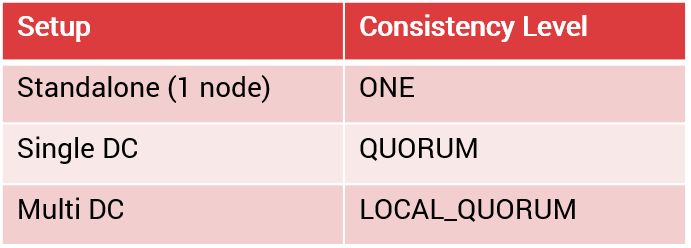 Setup Consistency Level
Standalone (1 node) ONE
Single DC QUORUM
Multi DC LOCAL_QUORUM